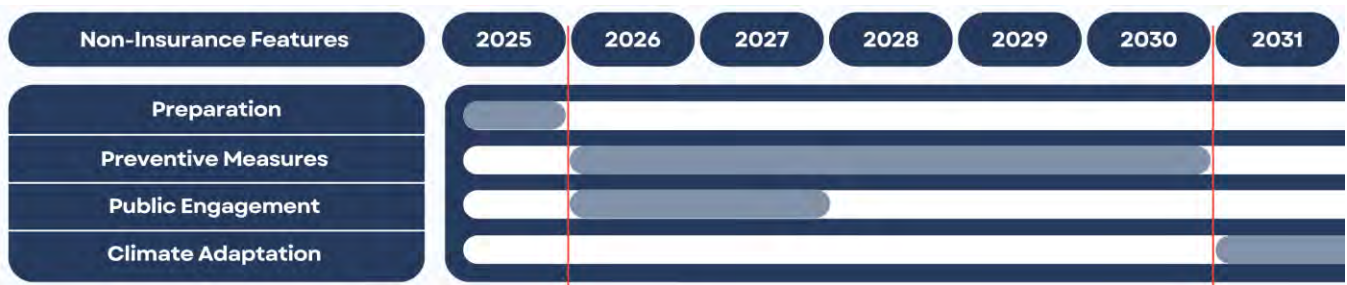 Non-Insurance Features 2025 2026 2027 2028 2029 2030 2031
Preparation
Preventive Measures
Public Engagement
Climate Adaptation